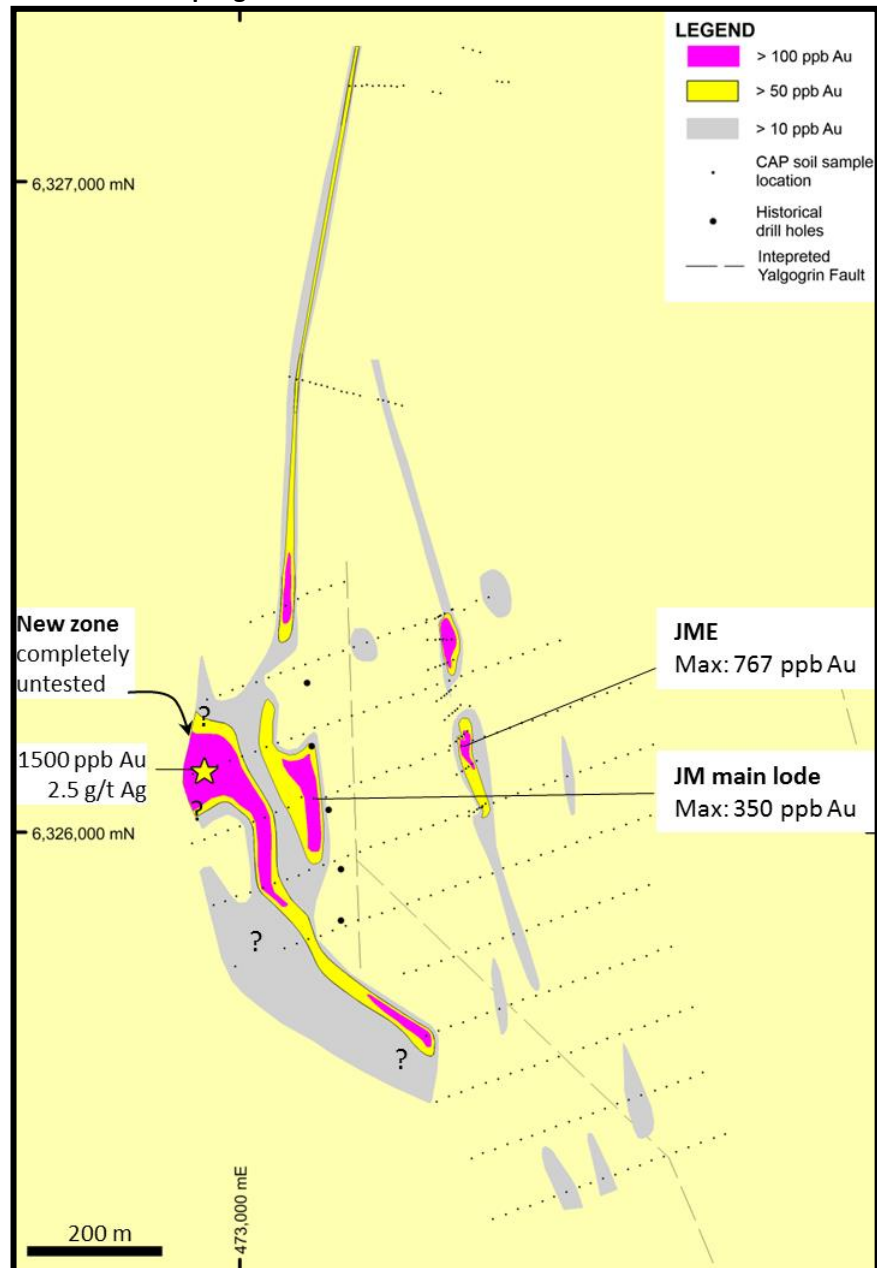 LEGEND
> 100 ppb Au
> 50 ppb Au
> 10 ppb Au
CAP soil sample
location
Historical
drill holes
Intepreted
Yalgogrin Fault
6,327,000 mN
New zone
completely
untested
?
1500 ppb Au
2.5 g/t Ag
?
JME
Max: 767 ppb Au
JM main lode
Max: 350 ppb Au
6,326,000 mN
?
?
473,000 mE
200 m